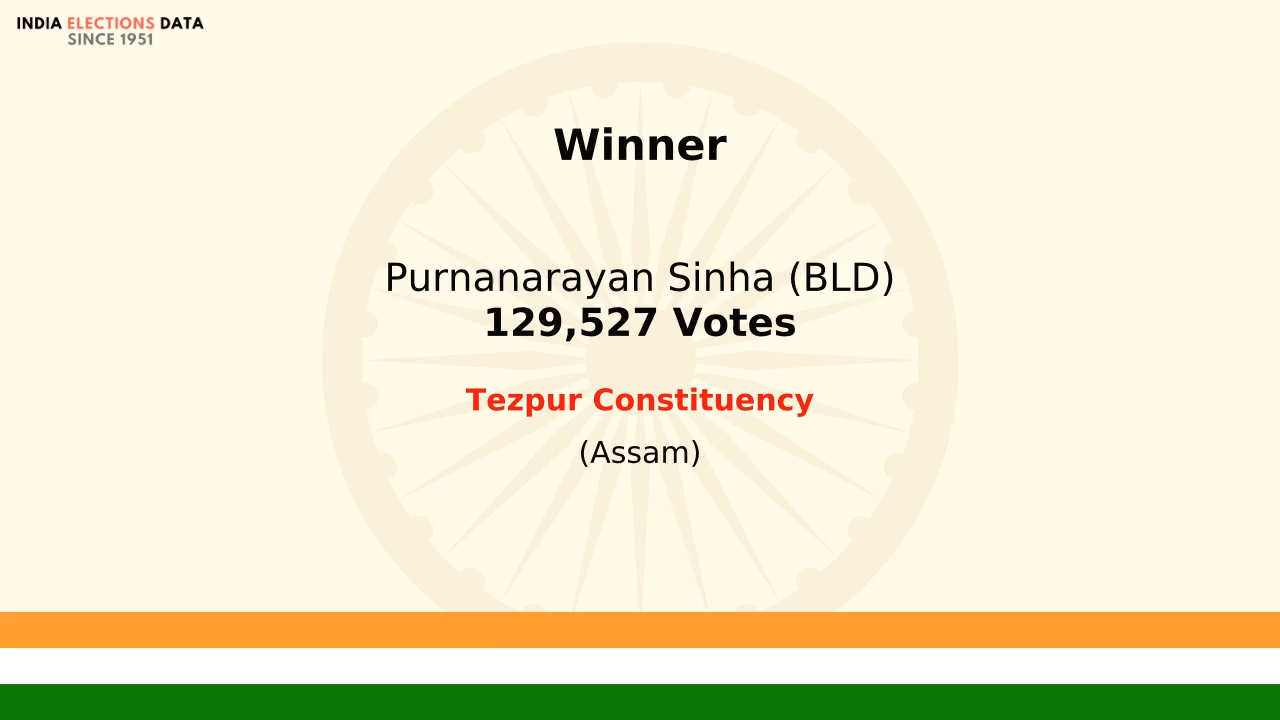 INDIA ELECTIONS DATA
SINCE 1951
Winner
Purnanarayan Sinha (BLD)
129,527 Votes
Tezpur Constituency
(Assam)